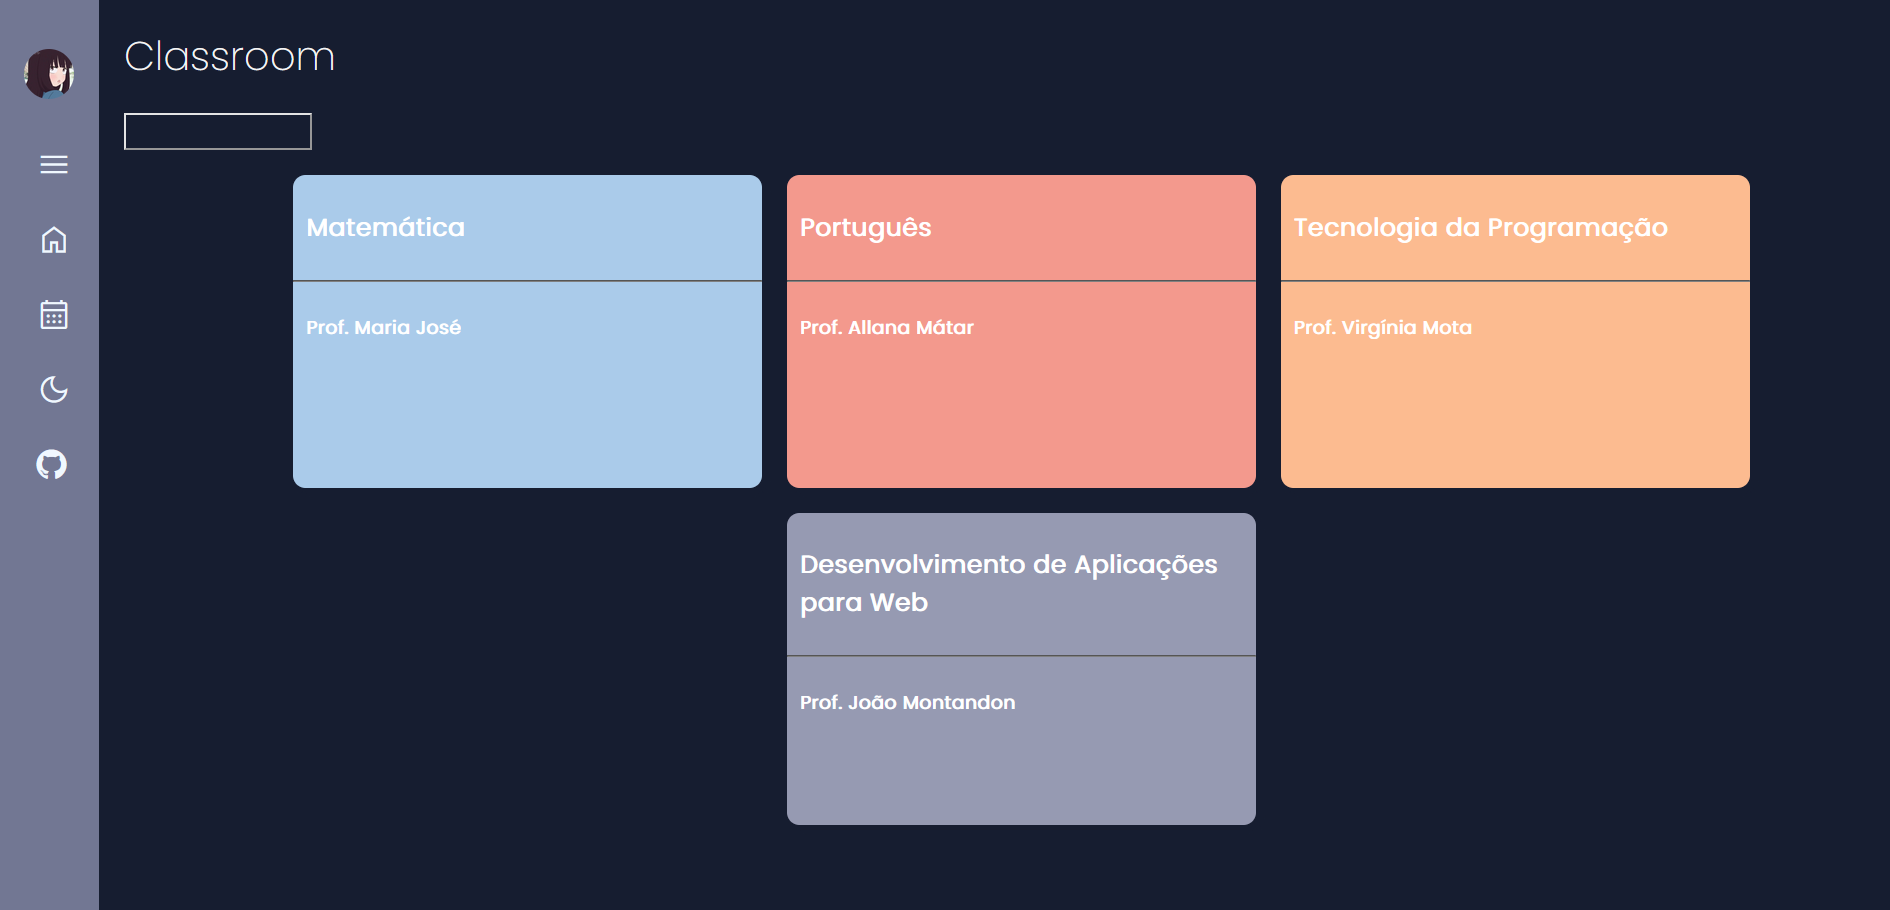 Classroom
Matemática
Prof. Maria José
Português
Prof. Allana Mátar
Tecnologia da Programação
Prof. Virgínia Mota
Desenvolvimento de Aplicações
para Web
Prof. João Montandon